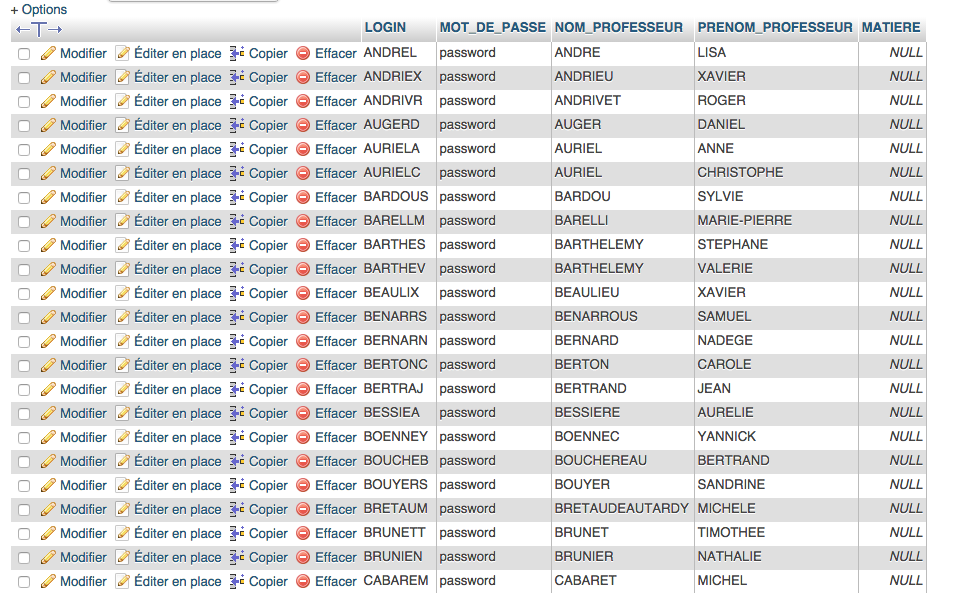 + Options
LOGIN MOT_DE_PASSE NOM_PROFESSEUR PRENOM_PROFESSEUR MATIERE
Modifier Éditer en place Copier Effacer ANDREL password ANDRE LISA NULL
Modifier Éditer en place Copier Effacer ANDRIEX password ANDRIEU XAVIER NULL
Modifier Éditer en place Copier Effacer ANDRIVR password ANDRIVET ROGER NULL
Modifier Éditer en place Copier Effacer AUGERD password AUGER DANIEL NULL
Modifier Éditer en place Copier Effacer AURIELA password AURIEL ANNE NULL
Modifier Éditer en place Copier Effacer AURIELC password AURIEL CHRISTOPHE NULL
Modifier Éditer en place Copier Effacer BARDOUS password BARDOU SYLVIE NULL
Modifier Éditer en place Copier Effacer BARELLM password BARELLI MARIE-PIERRE NULL
Modifier Éditer en place Copier Effacer BARTHES password BARTHELEMY STEPHANE NULL
Modifier Éditer en place Copier Effacer BARTHEV password BARTHELEMY VALERIE NULL
Modifier Éditer en place Copier Effacer BEAULIX password BEAULIEU XAVIER NULL
Modifier Éditer en place Copier Effacer BENARRS password BENARROUS SAMUEL NULL
Modifier Éditer en place Copier Effacer BERNARN password BERNARD NADEGE NULL
Modifier Éditer en place Copier Effacer BERTONC password BERTON CAROLE NULL
Modifier Éditer en place Copier Effacer BERTRAJ password BERTRAND JEAN NULL
Modifier Éditer en place Copier Effacer BESSIEA password BESSIERE AURELIE NULL
Modifier Éditer en place Copier Effacer BOENNEY password BOENNEC YANNICK NULL
Modifier Éditer en place Copier Effacer BOUCHEB password BOUCHEREAU BERTRAND NULL
Modifier Éditer en place Copier Effacer BOUYERS password BOUYER SANDRINE NULL
Modifier Éditer en place Copier Effacer BRETAUM password BRETAUDEAUTARDY MICHELE NULL
Modifier Éditer en place Copier Effacer BRUNETT password BRUNET TIMOTHEE NULL
Modifier Éditer en place Copier Effacer BRUNIEN password BRUNIER NATHALIE NULL
Modifier Éditer en place Copier Effacer CABAREM password CABARET MICHEL NULL